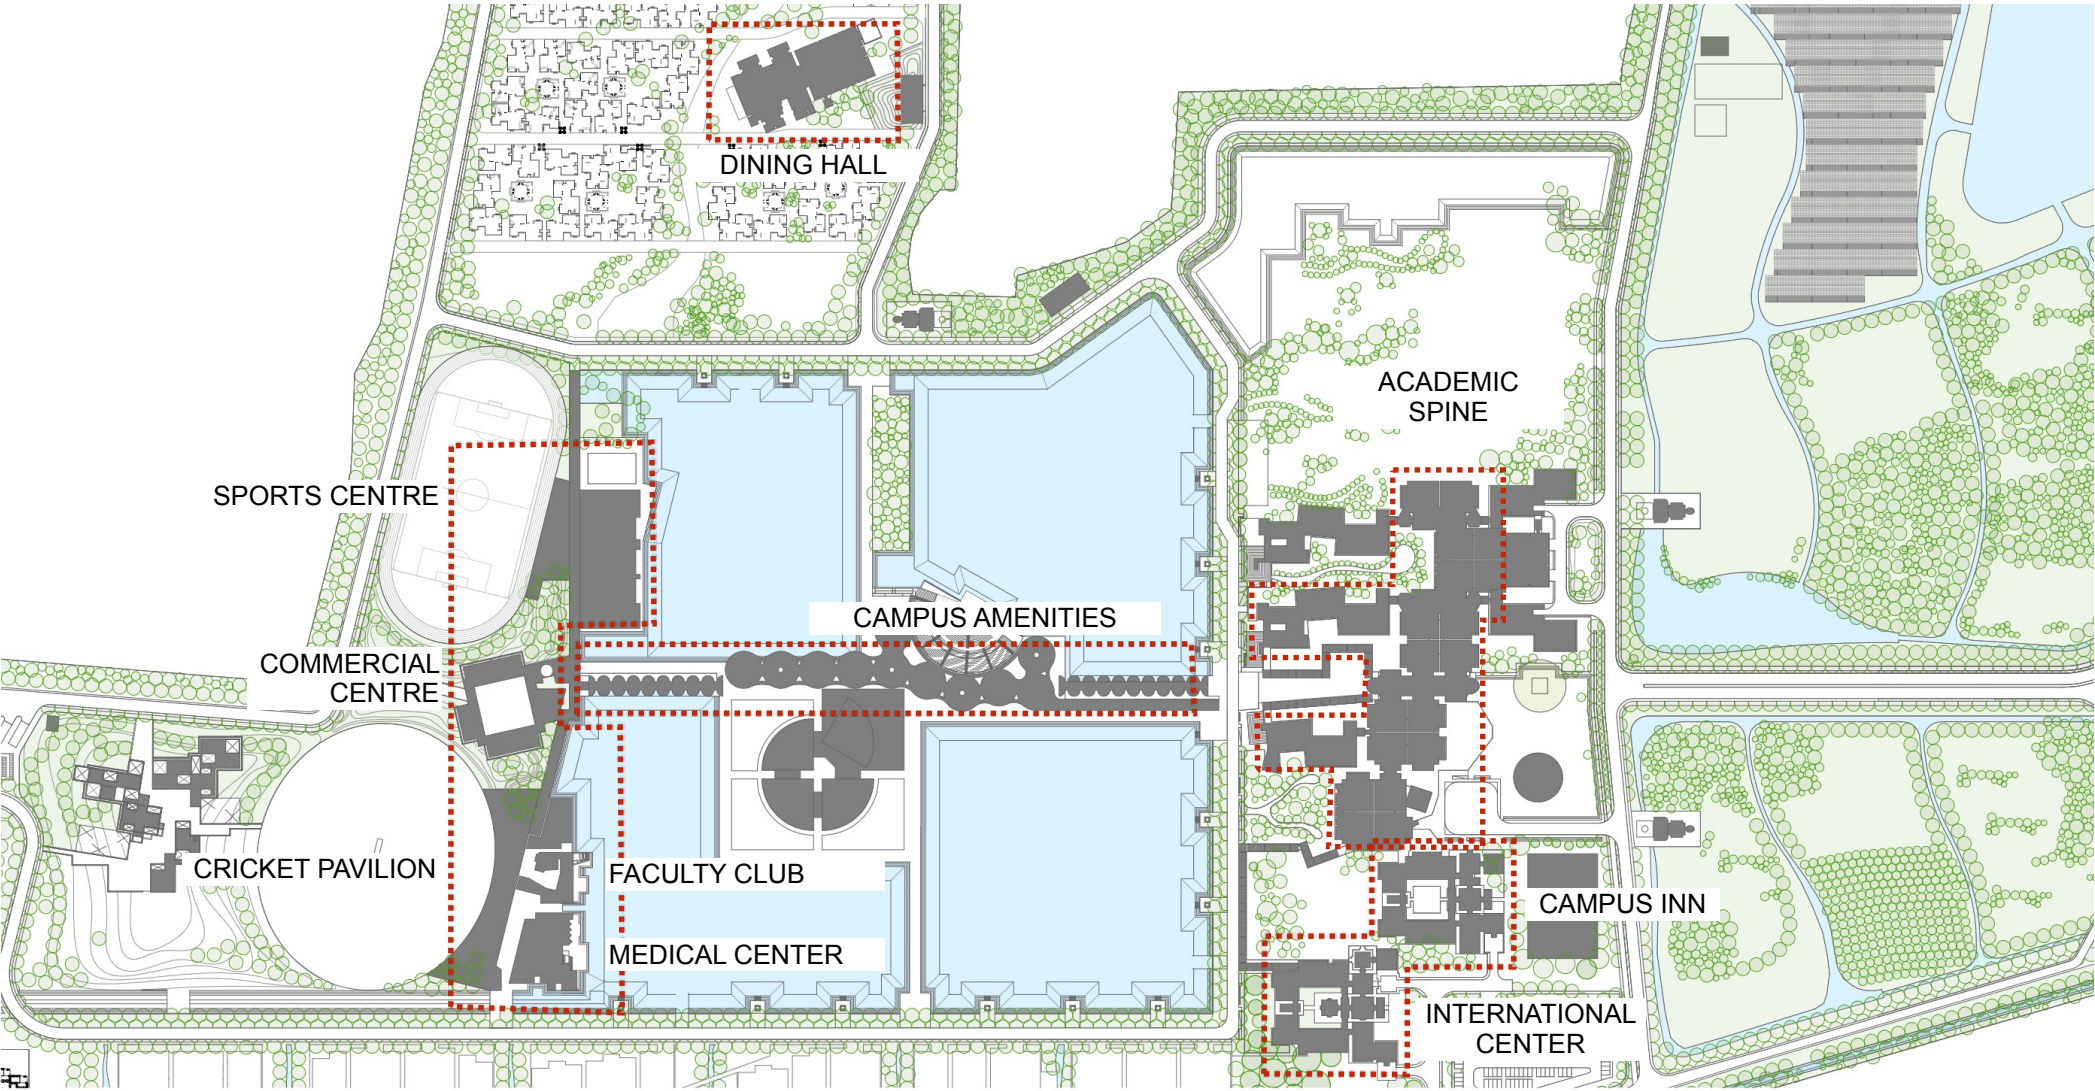 DINING HALL
ACADEMIC
SPINE
SPORTS CENTRE
CAMPUS AMENITIES
COMMERCIAL
CENTRE
CRICKET PAVILION
FACULTY CLUB
CAMPUS INN
MEDICAL CENTER
INTERNATIONAL
CENTER